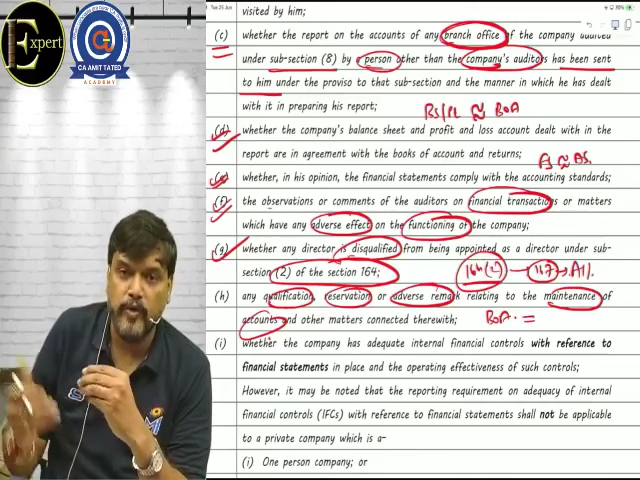 Tue 25 Jun
Expert
CA AMIT TATED
ACADEMY
visited by him;
(c) whether the report on the accounts of any branch office of the company audited
under sub-section (8) by a person other than the company's auditors has been sent
to him under the proviso to that sub-section and the manner in which he has dealt
with it in preparing his report;
BS/PL ≅ BOA
(d) whether the company's balance sheet and profit and loss account dealt with in the
report are in agreement with the books of account and returns;
(e) whether, in his opinion, the financial statements comply with the accounting standards;
(f) the observations or comments of the auditors on financial transactions or matters
which have any adverse effect on the functioning of the company;
(g) whether any director is disqualified from being appointed as a director under sub-
section (2) of the section 164;
164(2) 167
(h) any qualification, reservation or adverse remark relating to the maintenance of
accounts and other matters connected therewith;
BOA. =
(i) whether the company has adequate internal financial controls with reference to
financial statements in place and the operating effectiveness of such controls;
However, it may be noted that the reporting requirement on adequacy of internal
financial controls (IFCs) with reference to financial statements shall not be applicable
to a private company which is a-
(i) One person company; or